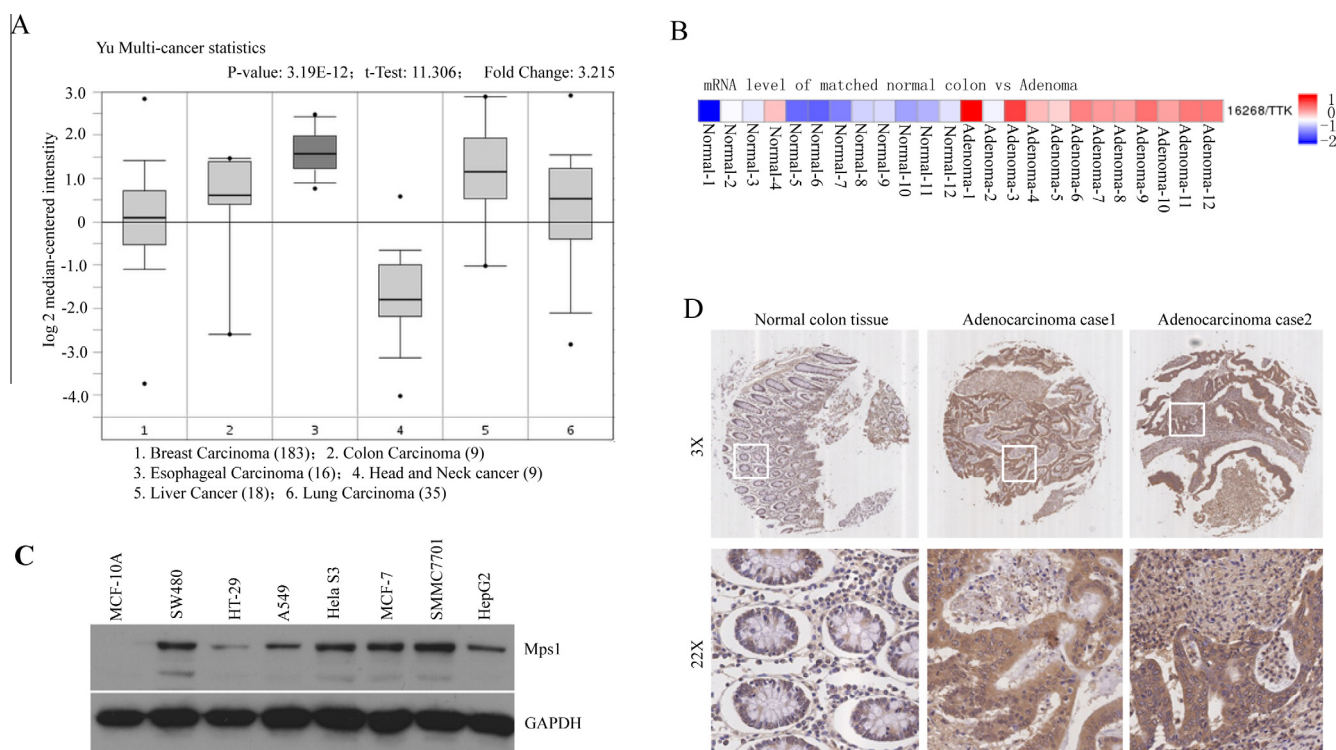 A
Yu Multi-cancer statistics
P-value: 3.19E-12; t-Test: 11.306; Fold Change: 3.215
log 2 median-centered intenstity
3.0
2.0
1.0
0
-1.0
-2.0
-3.0
-4.0
1 2 3 4 5 6
1. Breast Carcinoma (183); 2. Colon Carcinoma (9)
3. Esophageal Carcinoma (16); 4. Head and Neck cancer (9)
5. Liver Cancer (18); 6. Lung Carcinoma (35)
B
mRNA level of matched normal colon vs Adenoma
16268/TTK
1
0
-1
-2
Normal-1
Normal-2
Normal-3
Normal-4
Normal-5
Normal-6
Normal-7
Normal-8
Normal-9
Normal-10
Normal-11
Normal-12
Adenoma-1
Adenoma-2
Adenoma-3
Adenoma-4
Adenoma-5
Adenoma-6
Adenoma-7
Adenoma-8
Adenoma-9
Adenoma-10
Adenoma-11
Adenoma-12
C
MCF-10A
SW480
HT-29
A549
Hela S3
MCF-7
SMMC7701
HepG2
Mps1
GAPDH
D
Normal colon tissue
Adenocarcinoma case1
Adenocarcinoma case2
3X
22X